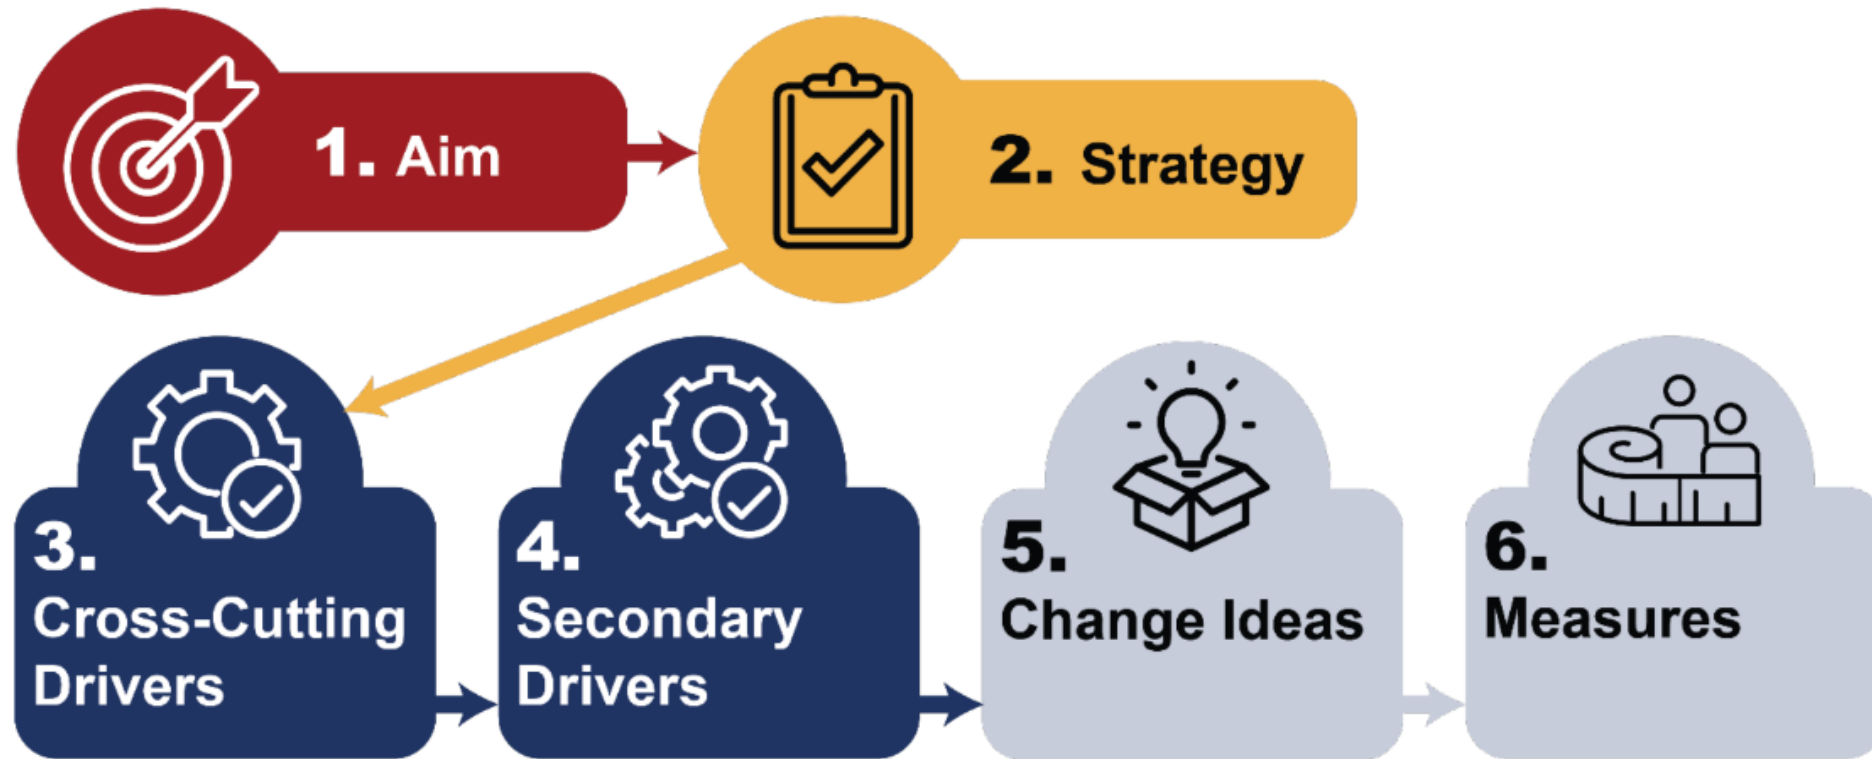 1. Aim
2. Strategy
3.
Cross-Cutting
Drivers
4.
Secondary
Drivers
5.
Change Ideas
6.
Measures